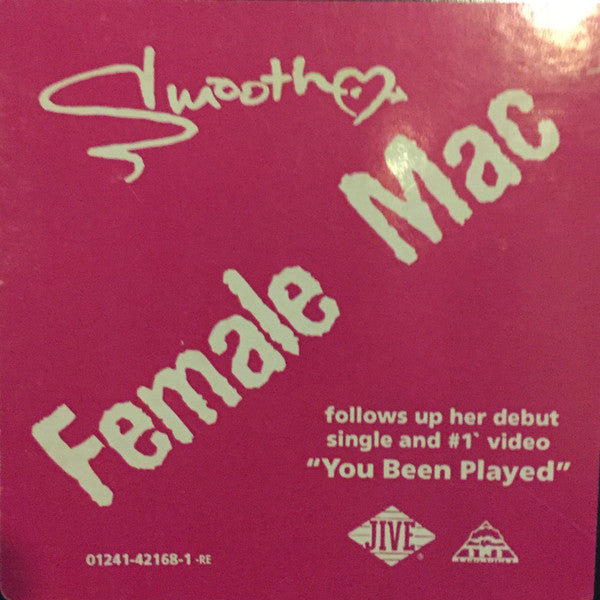 Smooth
Female Mac
follows up her debut
single and #1` video
"You Been Played"
JIVE®
01241-42168-1 -RE